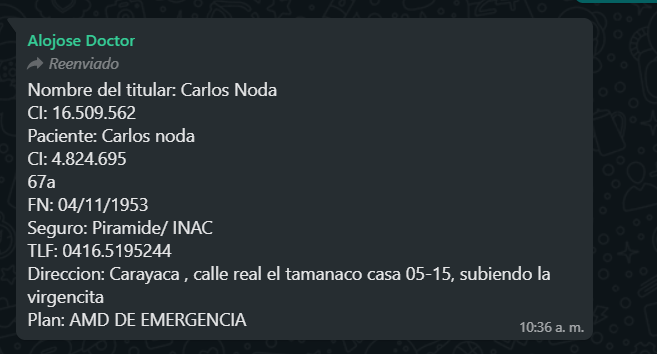 Alojose Doctor
Reenviado
Nombre del titular: Carlos Noda
CI: 16.509.562
Paciente: Carlos noda
CI: 4.824.695
67a
FN: 04/11/1953
Seguro: Piramide/ INAC
TLF: 0416.5195244
Direccion: Carayaca , calle real el tamanaco casa 05-15, subiendo la
virgencita
Plan: AMD DE EMERGENCIA
10:36 a. m.